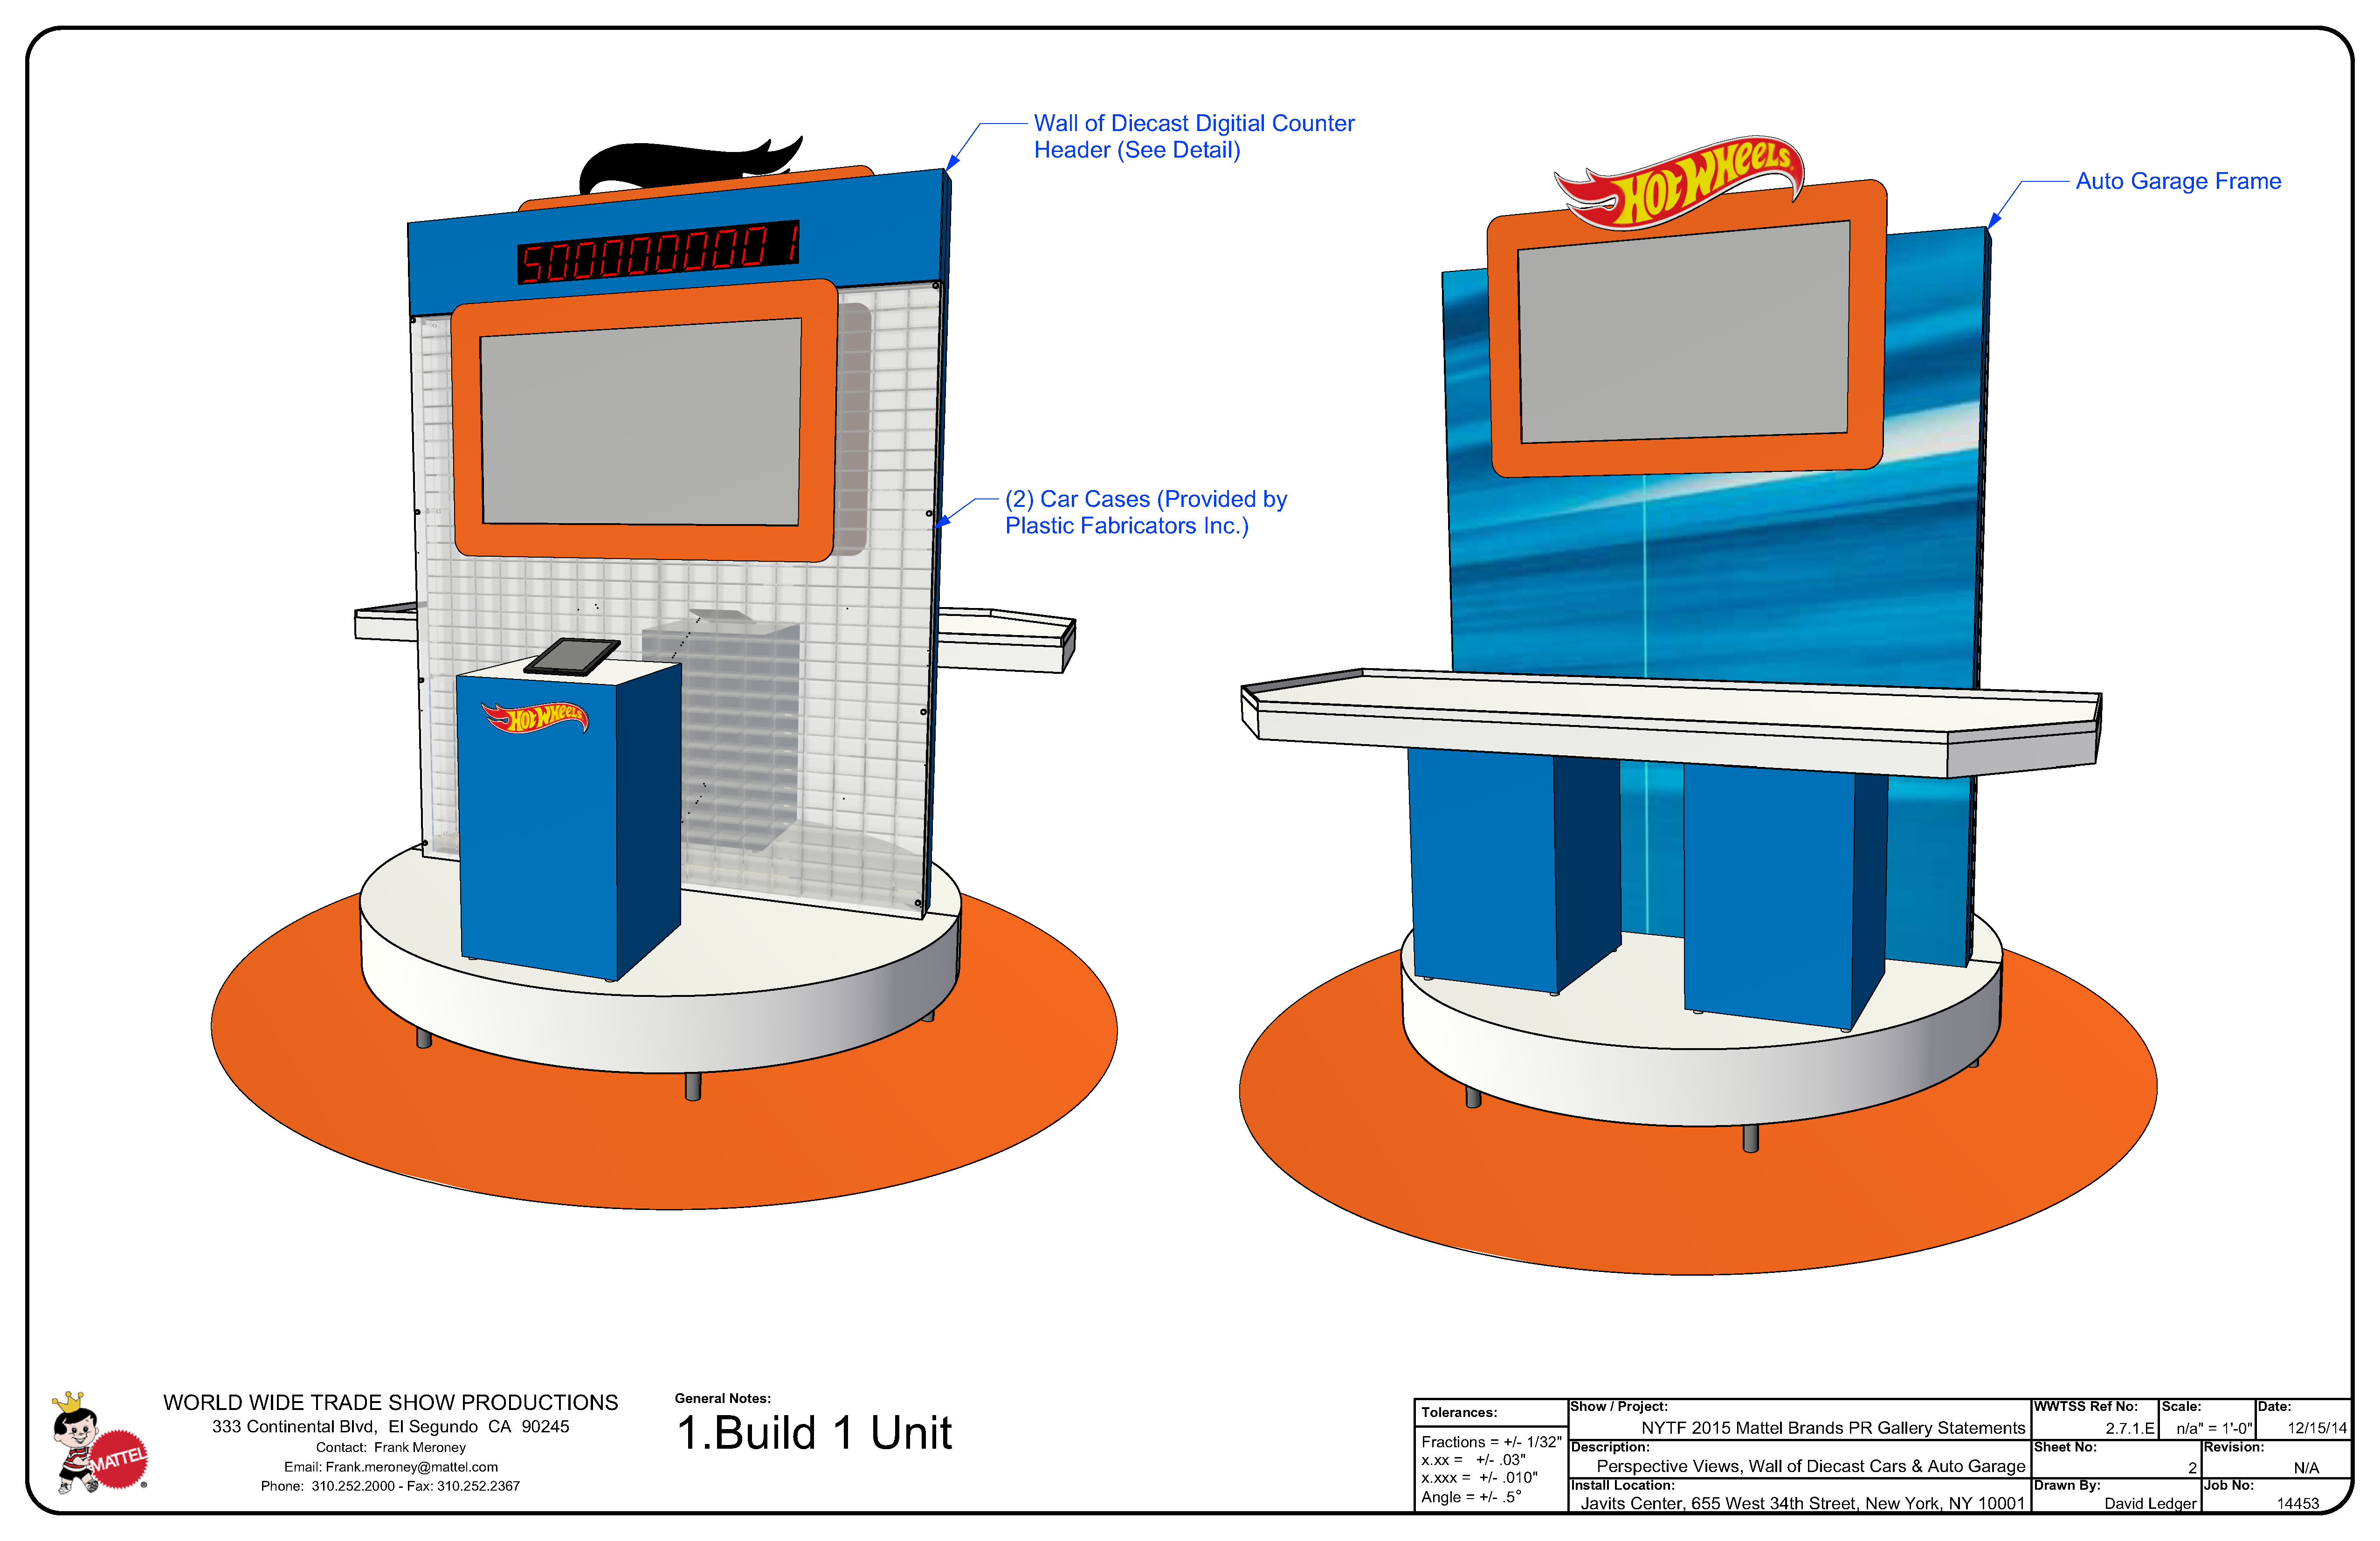 Wall of Diecast Digitial Counter
Header (See Detail)
5000000001
(2) Car Cases (Provided by
Plastic Fabricators Inc.)
HOT WHEELS
HOT WHEELS
Auto Garage Frame
MATTEL
®
WORLD WIDE TRADE SHOW PRODUCTIONS
333 Continental Blvd, El Segundo CA 90245
Contact: Frank Meroney
Email: Frank.meroney@mattel.com
Phone: 310.252.2000 - Fax: 310.252.2367
General Notes:
1.Build 1 Unit
Tolerances:
Fractions = +/- 1/32"
x.xx = +/- .03"
x.xxx = +/- .010"
Angle = +/- .5°
Show / Project:
NYTF 2015 Mattel Brands PR Gallery Statements
Description:
Perspective Views, Wall of Diecast Cars & Auto Garage
Install Location:
Javits Center, 655 West 34th Street, New York, NY 10001
WWTSS Ref No:
2.7.1.E
Scale:
n/a" = 1'-0"
Date:
12/15/14
Sheet No:
2
Revision:
N/A
Drawn By:
David Ledger
Job No:
14453